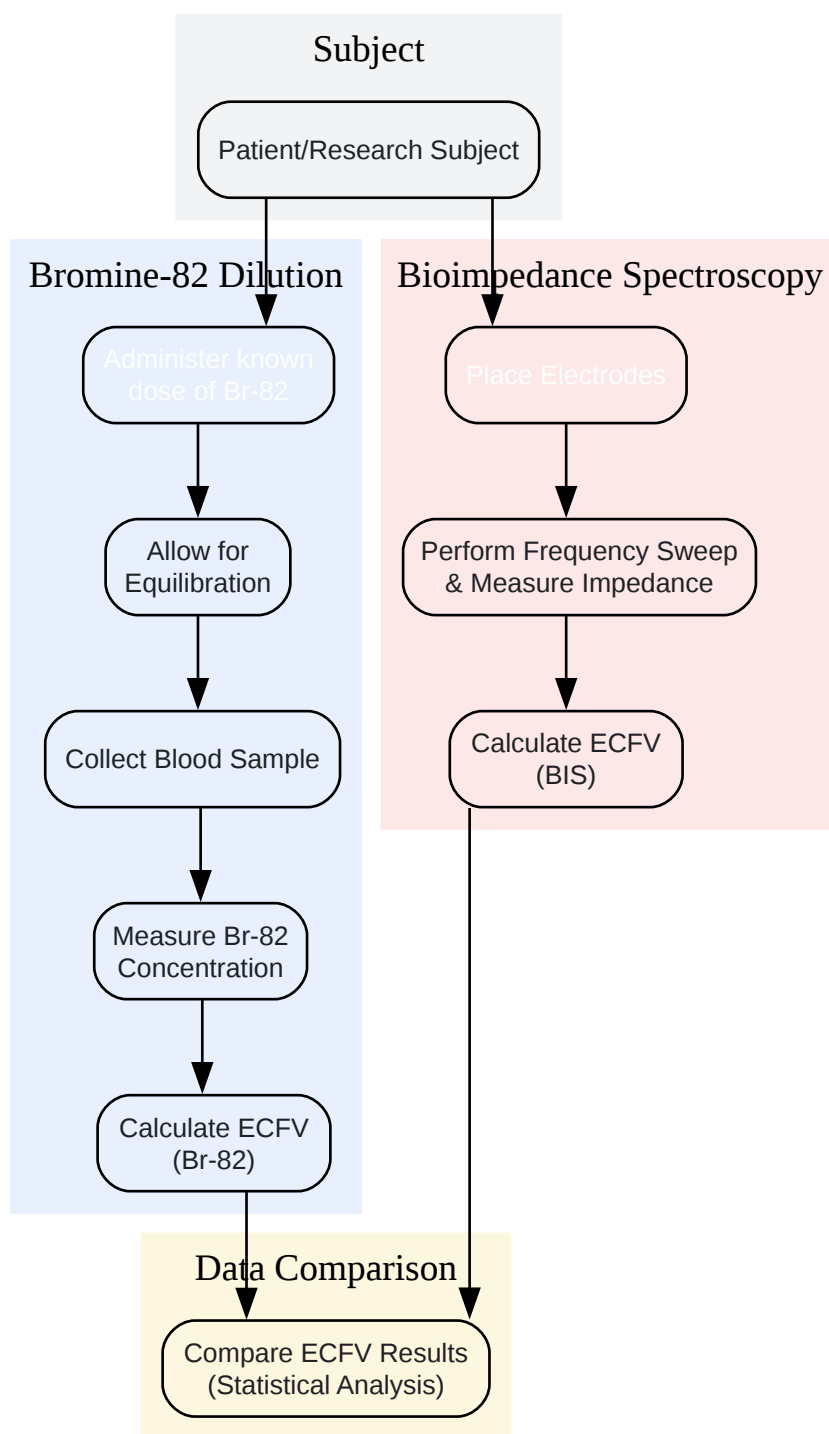 Subject
Patient/Research Subject
Bromine-82 Dilution
Administer known
dose of Br-82
Allow for
Equilibration
Collect Blood Sample
Measure Br-82
Concentration
Calculate ECFV
(Br-82)
Bioimpedance Spectroscopy
Place Electrodes
Perform Frequency Sweep
& Measure Impedance
Calculate ECFV
(BIS)
Data Comparison
Compare ECFV Results
(Statistical Analysis)